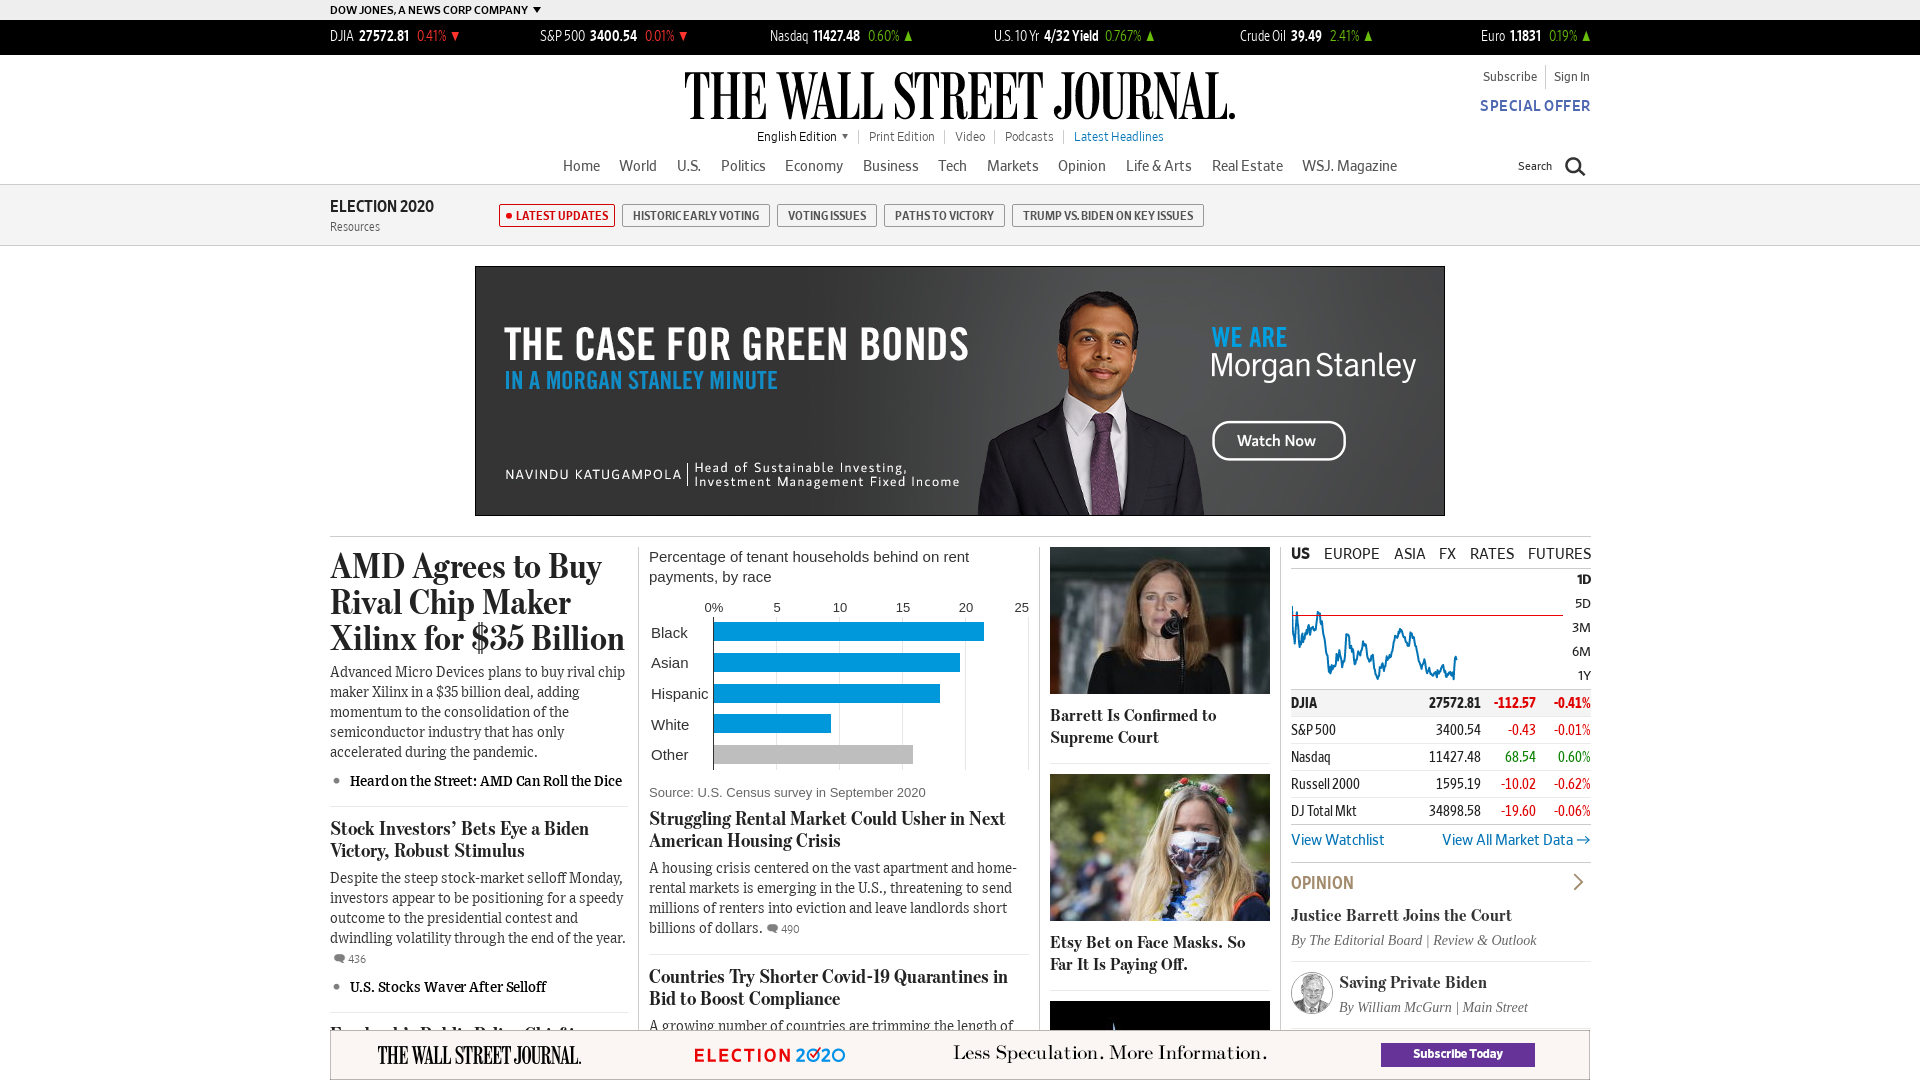 DOW JONES, A NEWS CORP COMPANY
DJIA 27572.81 0.41%
S&P 500 3400.54 0.01%
Nasdaq 11427.48 0.60%
U.S. 10 Yr 4/32 Yield 0.767%
Crude Oil 39.49 2.41%
Euro 1.1831 0.19%
THE WALL STREET JOURNAL.
Subscribe Sign In
SPECIAL OFFER
English Edition Print Edition Video Podcasts Latest Headlines
Home World U.S. Politics Economy Business Tech Markets Opinion Life & Arts Real Estate WSJ. Magazine
Search
ELECTION 2020
Resources
LATEST UPDATES
HISTORIC EARLY VOTING
VOTING ISSUES
PATHS TO VICTORY
TRUMP VS. BIDEN ON KEY ISSUES
THE CASE FOR GREEN BONDS
IN A MORGAN STANLEY MINUTE
NAVINDU KATUGAMPOLA
Head of Sustainable Investing,
Investment Management Fixed Income
WE ARE
Morgan Stanley
Watch Now
AMD Agrees to Buy
Rival Chip Maker
Xilinx for $35 Billion
Advanced Micro Devices plans to buy rival chip
maker Xilinx in a $35 billion deal, adding
momentum to the consolidation of the
semiconductor industry that has only
accelerated during the pandemic.
Heard on the Street: AMD Can Roll the Dice
Stock Investors’ Bets Eye a Biden
Victory, Robust Stimulus
Despite the steep stock-market selloff Monday,
investors appear to be positioning for a speedy
outcome to the presidential contest and
dwindling volatility through the end of the year.
436
U.S. Stocks Waver After Selloff
Percentage of tenant households behind on rent
payments, by race
0% 5 10 15 20 25
Black
Asian
Hispanic
White
Other
Source: U.S. Census survey in September 2020
Struggling Rental Market Could Usher in Next
American Housing Crisis
A housing crisis centered on the vast apartment and home-
rental markets is emerging in the U.S., threatening to send
millions of renters into eviction and leave landlords short
billions of dollars. 490
Countries Try Shorter Covid-19 Quarantines in
Bid to Boost Compliance
A growing number of countries are trimming the length of
Barrett Is Confirmed to
Supreme Court
Etsy Bet on Face Masks. So
Far It Is Paying Off.
US EUROPE ASIA FX RATES FUTURES
1D
5D
3M
6M
1Y
DJIA 27572.81 -112.57 -0.41%
S&P 500 3400.54 -0.43 -0.01%
Nasdaq 11427.48 68.54 0.60%
Russell 2000 1595.19 -10.02 -0.62%
DJ Total Mkt 34898.58 -19.60 -0.06%
View Watchlist View All Market Data
OPINION
Justice Barrett Joins the Court
By The Editorial Board | Review & Outlook
Saving Private Biden
By William McGurn | Main Street
THE WALL STREET JOURNAL.
ELECTION 2020
Less Speculation. More Information.
Subscribe Today